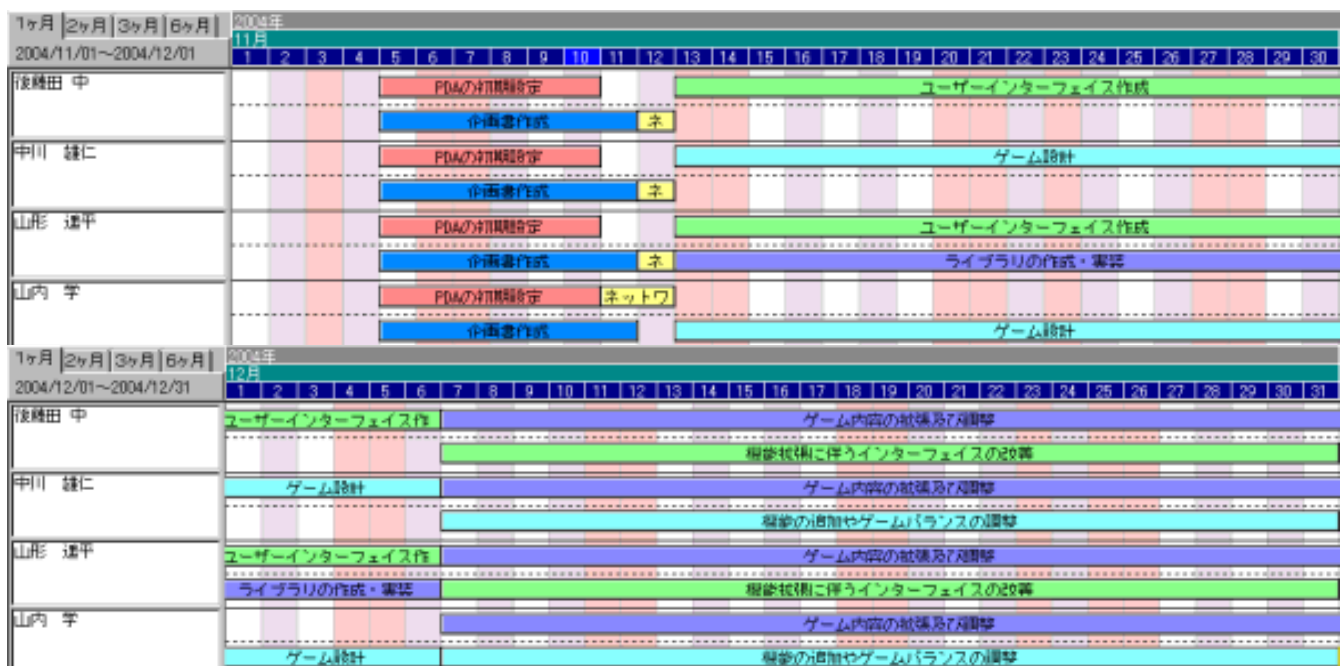 1ヶ月 2ヶ月 3ヶ月 6ヶ月 2004年
11月
2004/11/01～2004/12/01 1 2 3 4 5 6 7 8 9 10 11 12 13 14 15 16 17 18 19 20 21 22 23 24 25 26 27 28 29 30
後藤田 中 PDAの初期設定 ユーザーインターフェイス作成
企画書作成 ネ
中川 雄仁 PDAの初期設定 ゲーム設計
企画書作成 ネ
山形 PDAの初期設定 ユーザーインターフェイス作成
企画書作成 ネ ライブラリの作成・実装
山内 学 PDAの初期設定 ネットワ
企画書作成 ゲーム設計
1ヶ月 2ヶ月 3ヶ月 6ヶ月 2004年
12月
2004/12/01～2004/12/31 1 2 3 4 5 6 7 8 9 10 11 12 13 14 15 16 17 18 19 20 21 22 23 24 25 26 27 28 29 30 31
後藤田 中 ユーザーインターフェイス作 ゲーム内容の拡張及び調整
機能拡張に伴うインターフェイスの改善
中川 雄仁 ゲーム設計 ゲーム内容の拡張及び調整
機能の追加やゲームバランスの調整
山形 ユーザーインターフェイス作 ゲーム内容の拡張及び調整
ライブラリの作成・実装 機能拡張に伴うインターフェイスの改善
山内 学 ゲーム内容の拡張及び調整
ゲーム設計 機能の追加やゲームバランスの調整